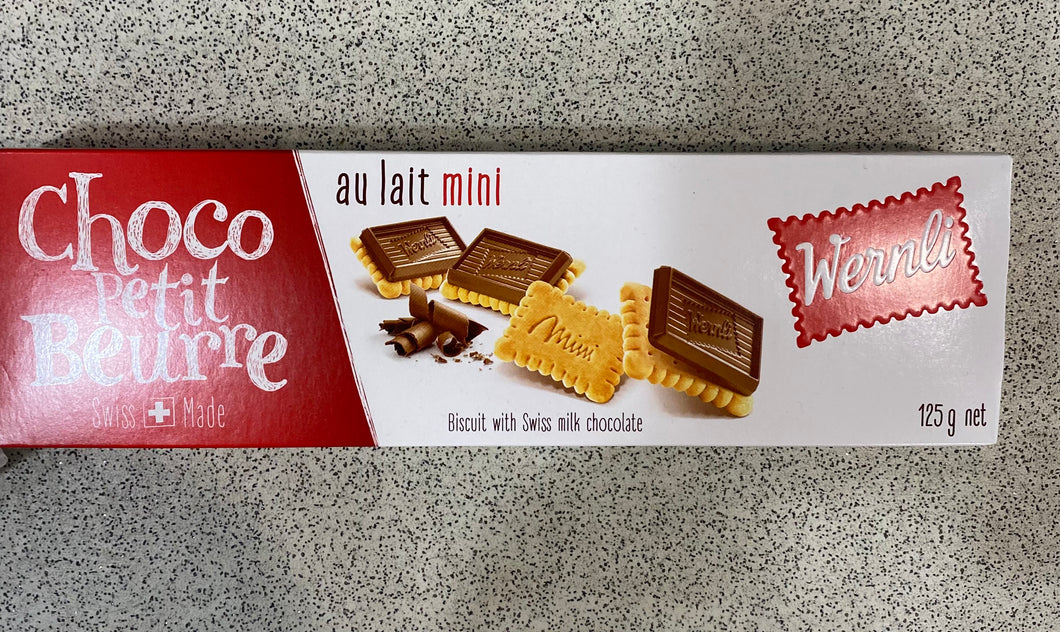 Choco
Petit
Beurre
Swiss Made
au lait mini
Wernli
Wernli
mini
Wernli
Biscuit with Swiss milk chocolate
Wernli
125 g net